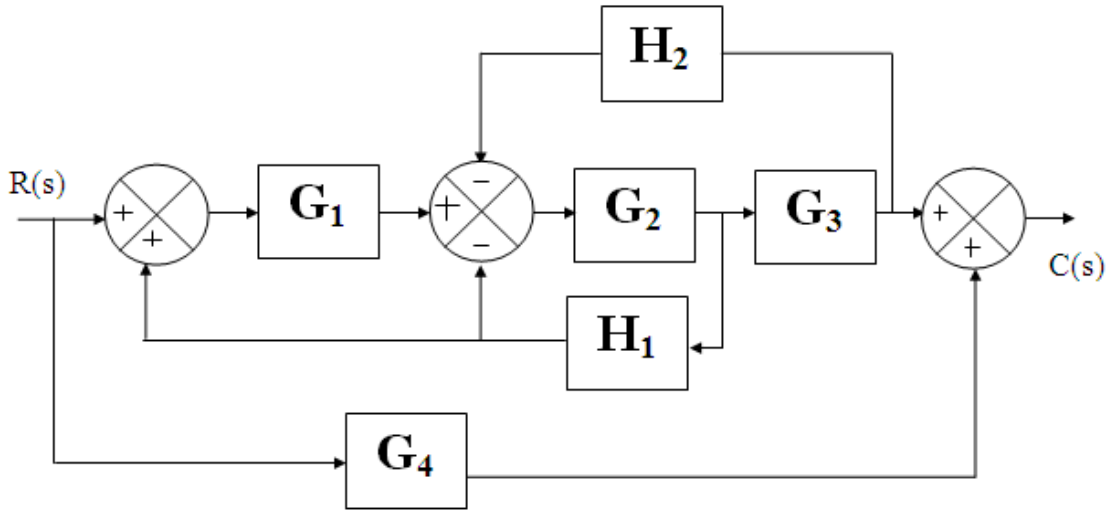 H₂
R(s)
+
+
G₁
−
+
−
G₂
G₃
+
+
C(s)
H₁
G₄